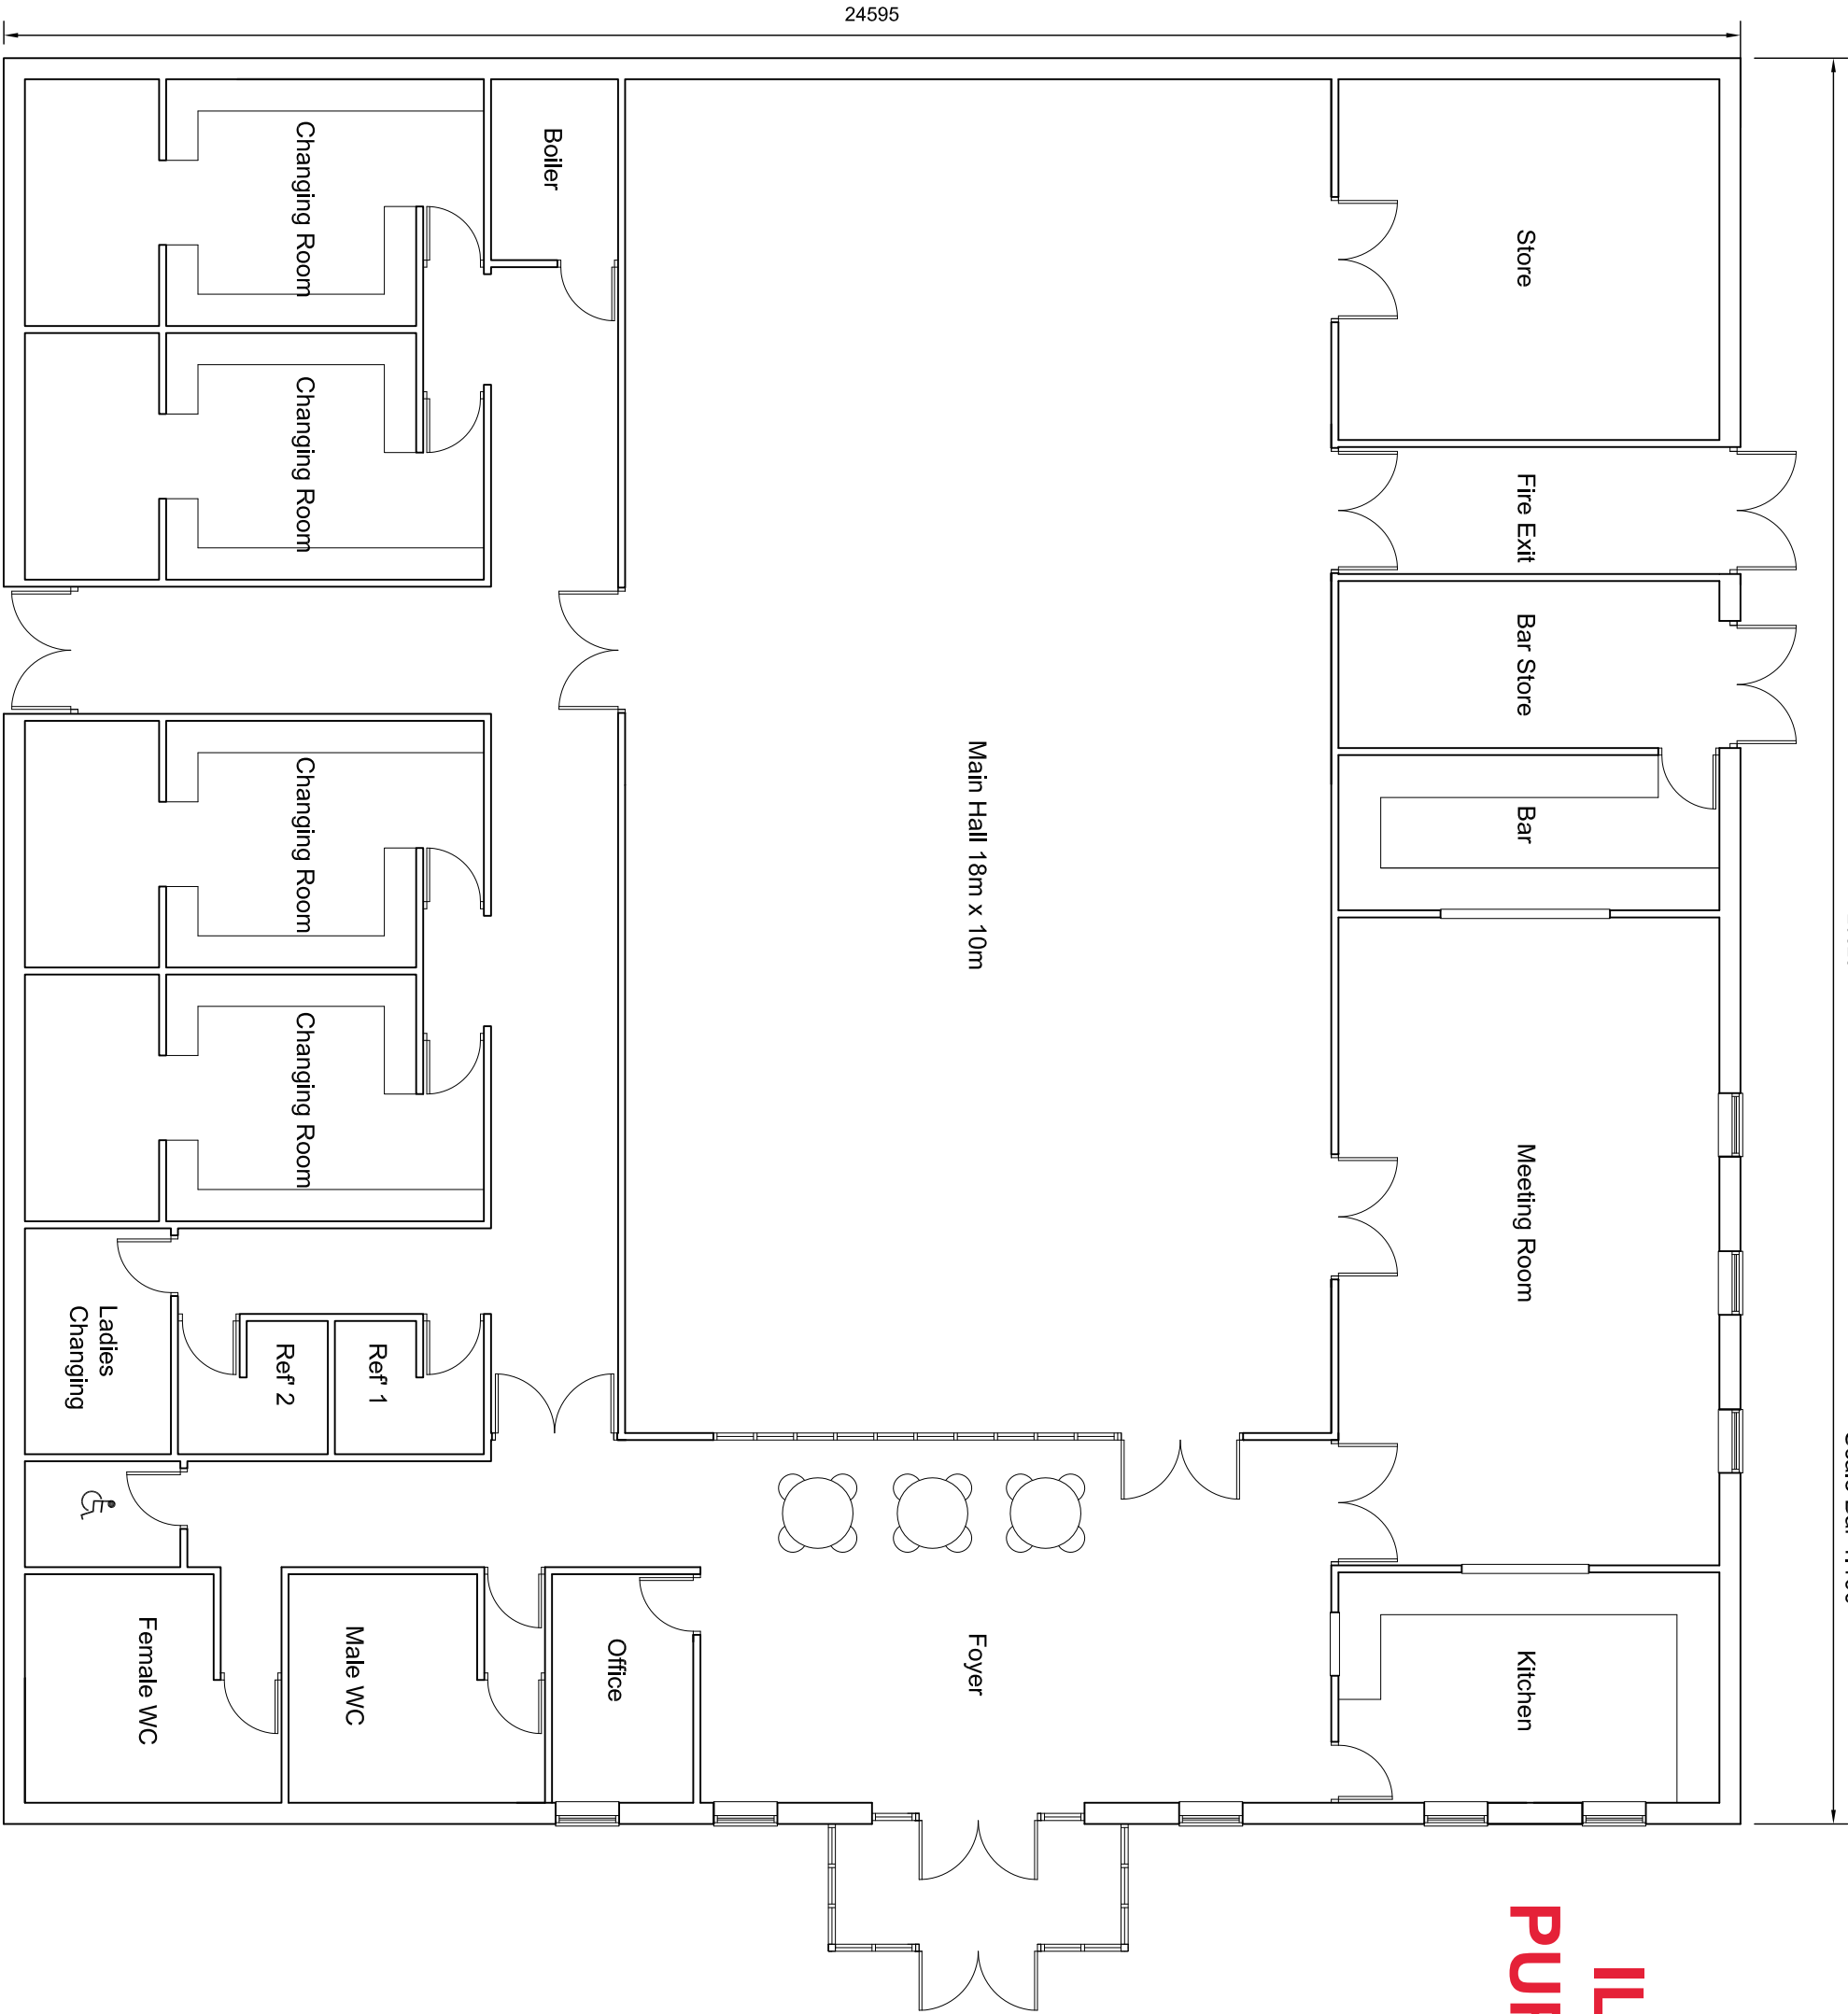 24595
Boiler
Changing Room
Changing Room
Changing Room
Changing Room
Store
Fire Exit
Bar Store
Bar
Main Hall 18m x 10m
Meeting Room
Ladies
Changing
Ref' 2
Ref' 1
Female WC
Male WC
Office
Foyer
Kitchen